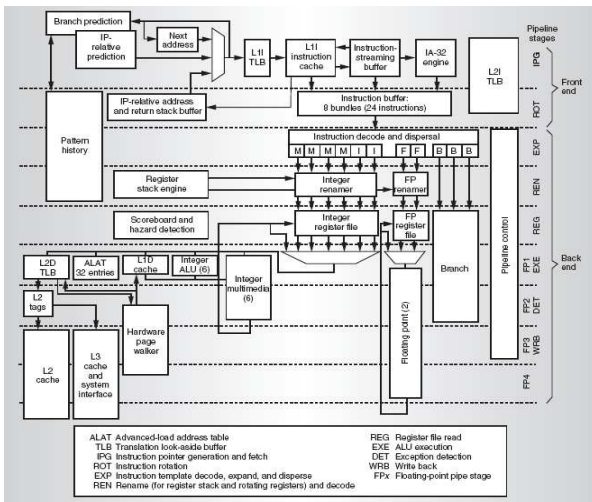 Branch prediction
IP-
relative
prediction
Next
address
L1I
TLB
L1I
instruction
cache
Instruction-
streaming
buffer
IA-32
engine
L2I
TLB
Pipeline
stages
IPG
Front
end
IP-relative address
and return stack buffer
Instruction buffer:
8 bundles (24 instructions)
ROT
Pattern
history
Instruction decode and dispersal
M M M M I I F F B B B
EXP
Register
stack engine
Integer
renamer
FP
renamer
REN
Pipeline control
Scoreboard and
hazard detection
Integer
register file
FP
register
file
REG
Branch
L2D
TLB
ALAT
32 entries
L1D
cache
Integer
ALU (6)
Integer
multimedia
(6)
FP1
EXE
Back
end
L2
tags
Floating point (2)
FP2
DET
Hardware
page
walker
L2
cache
L3
cache
and
system
interface
FP3
WRB
FP4
ALAT Advanced-load address table
TLB Translation look-aside buffer
IPG Instruction pointer generation and fetch
ROT Instruction rotation
EXP Instruction template decode, expand, and disperse
REN Rename (for register stack and rotating registers) and decode
REG Register file read
EXE ALU execution
DET Exception detection
WRB Write back
FPx Floating-point pipe stage